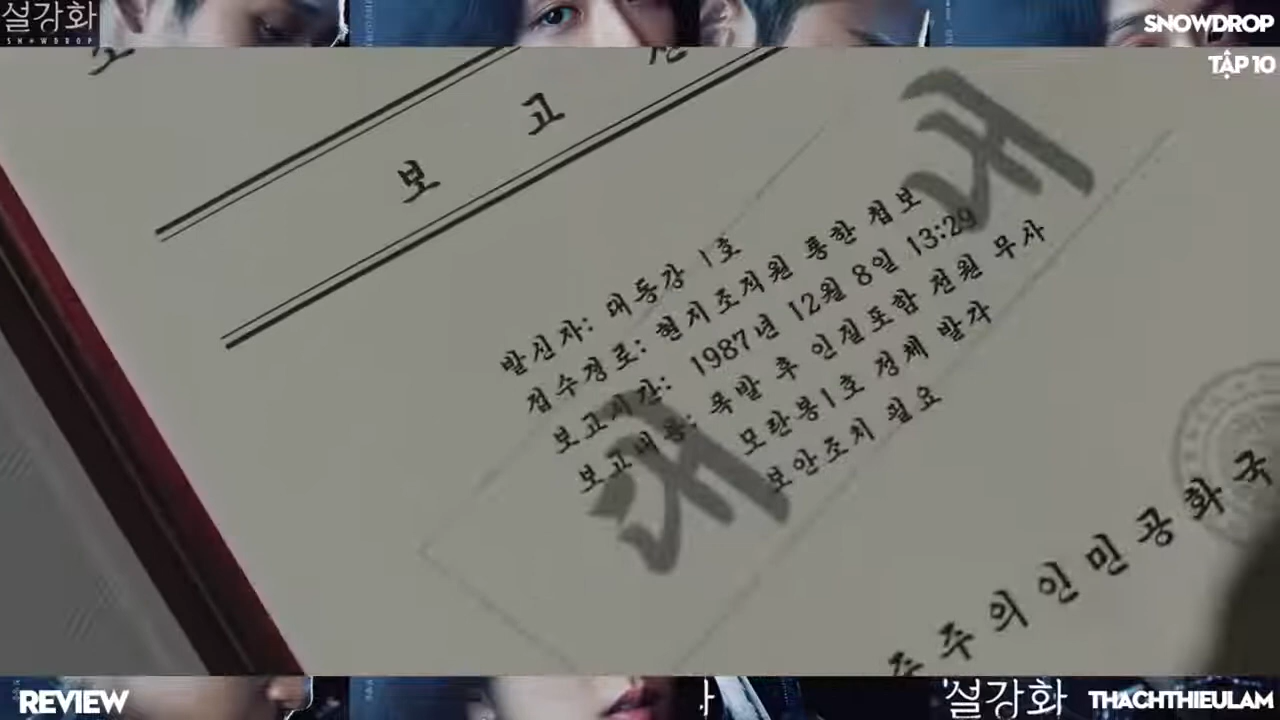 설강화
SNOWDROP
SNOWDROP
TẬP 10
보 고
발신자: 대동강 1호
접수경로: 현지조직원 통한 첩보
보고시간: 1987년 12월 8일 13:29
보고내용: 폭발 후 인질포함 전원 무사
모란봉1호 정체 발각
보안조치 필요
대
주주의인민공화국
REVIEW
설강화
THACHTHIEULAM